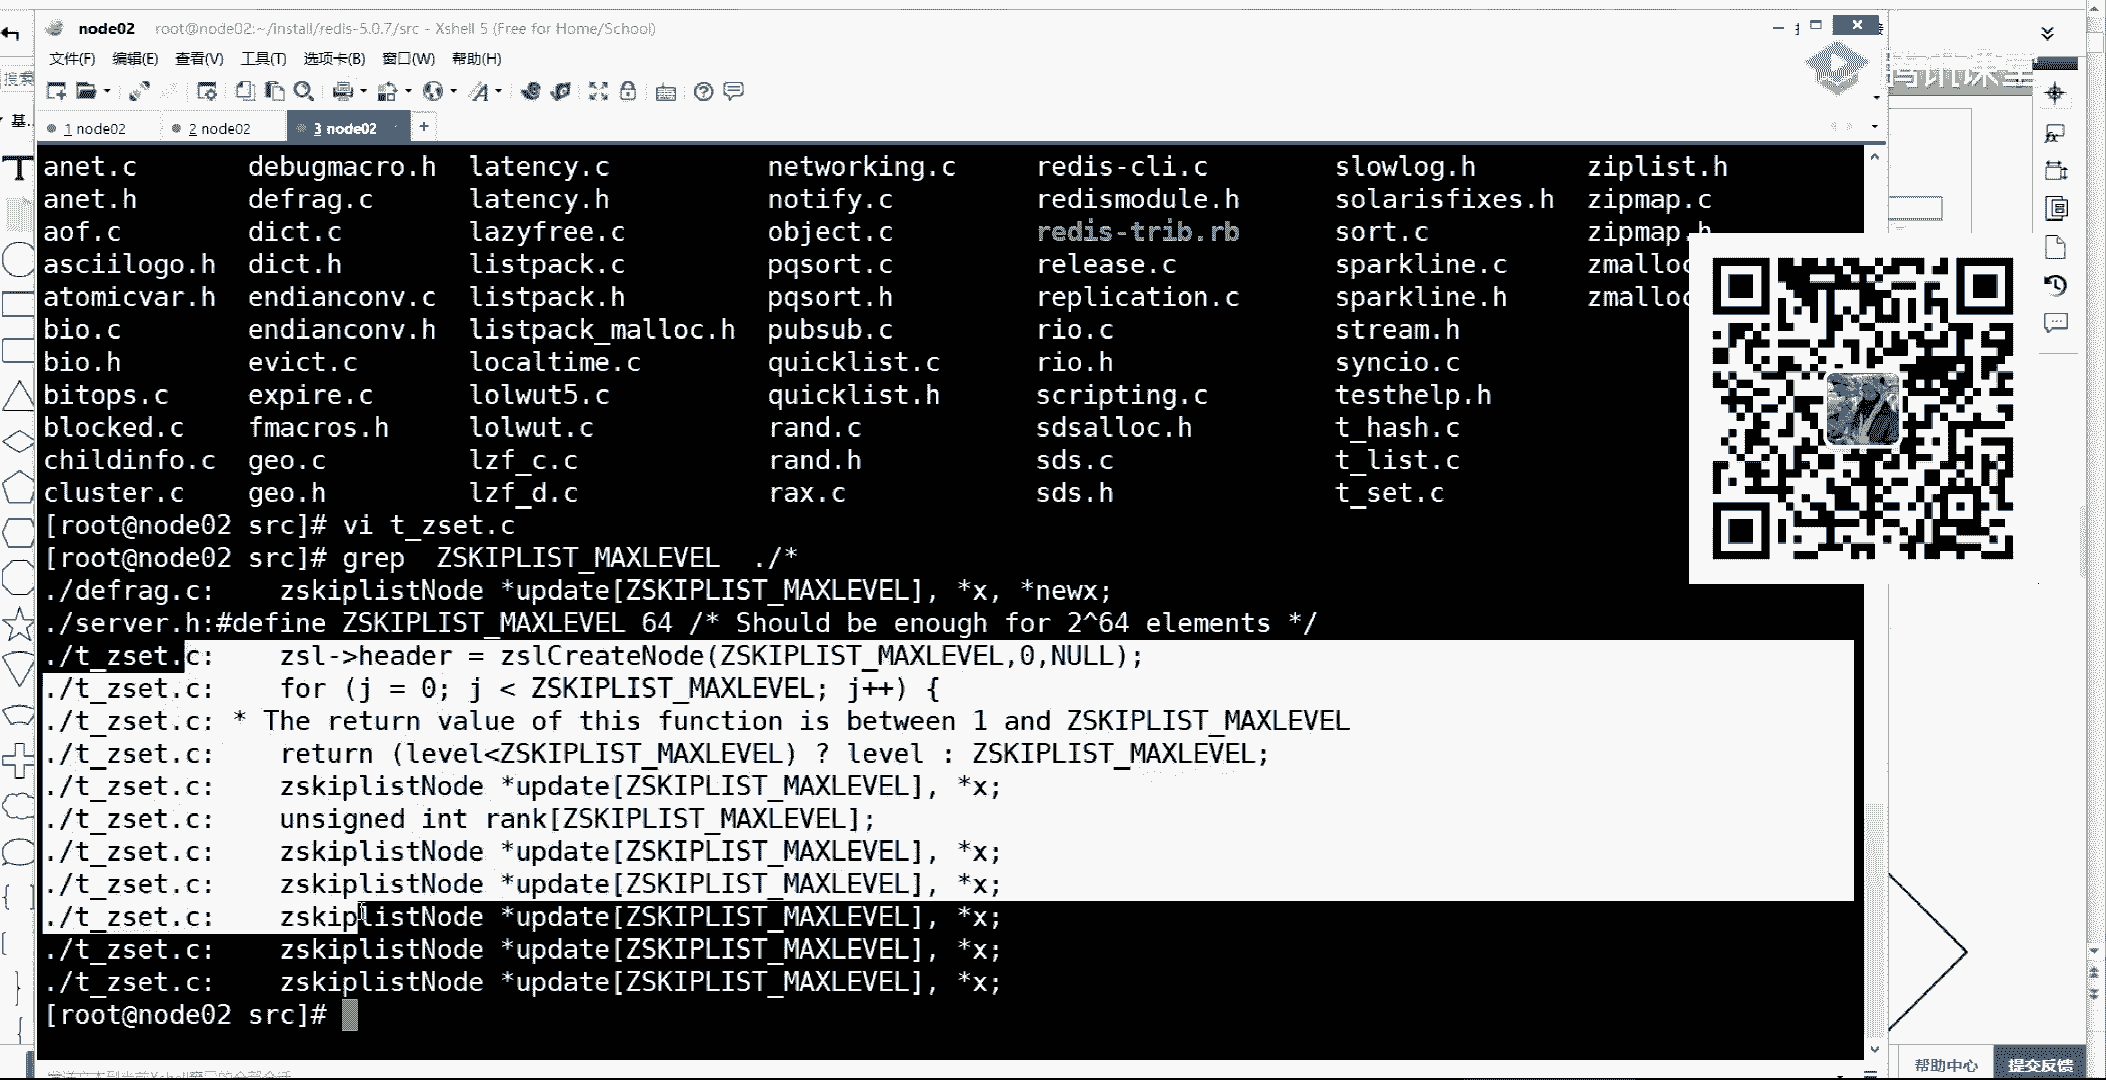 node02 root@node02:~/install/redis-5.0.7/src - Xshell 5 (Free for Home/School)
文件(F) 编辑(E) 查看(V) 工具(T) 选项卡(B) 窗口(W) 帮助(H)
腾讯课堂
搜索
基..
1 node02 2 node02 3 node02 +
anet.c debugmacro.h latency.c networking.c redis-cli.c slowlog.h ziplist.h
anet.h defrag.c latency.h notify.c redismodule.h solarisfixes.h zipmap.c
aof.c dict.c lazyfree.c object.c redis-trib.rb sort.c zipmap.h
asciilogo.h dict.h listpack.c pqsort.c release.c sparkline.c zmalloc
atomicvar.h endianconv.c listpack.h pqsort.h replication.c sparkline.h zmalloc
bio.c endianconv.h listpack_malloc.h pubsub.c rio.c stream.h
bio.h evict.c localtime.c quicklist.c rio.h syncio.c
bitops.c expire.c lolwut5.c quicklist.h scripting.c testhelp.h
blocked.c fmacros.h lolwut.c rand.c sdsalloc.h t_hash.c
childinfo.c geo.c lzf_c.c rand.h sds.c t_list.c
cluster.c geo.h lzf_d.c rax.c sds.h t_set.c
[root@node02 src]# vi t_zset.c
[root@node02 src]# grep  ZSKIPLIST_MAXLEVEL  ./*
./defrag.c:    zskiplistNode *update[ZSKIPLIST_MAXLEVEL], *x, *newx;
./server.h:#define ZSKIPLIST_MAXLEVEL 64 /* Should be enough for 2^64 elements */
./t_zset.c:    zsl->header = zslCreateNode(ZSKIPLIST_MAXLEVEL,0,NULL);
./t_zset.c:    for (j = 0; j < ZSKIPLIST_MAXLEVEL; j++) {
./t_zset.c: * The return value of this function is between 1 and ZSKIPLIST_MAXLEVEL
./t_zset.c:    return (level<ZSKIPLIST_MAXLEVEL) ? level : ZSKIPLIST_MAXLEVEL;
./t_zset.c:    zskiplistNode *update[ZSKIPLIST_MAXLEVEL], *x;
./t_zset.c:    unsigned int rank[ZSKIPLIST_MAXLEVEL];
./t_zset.c:    zskiplistNode *update[ZSKIPLIST_MAXLEVEL], *x;
./t_zset.c:    zskiplistNode *update[ZSKIPLIST_MAXLEVEL], *x;
./t_zset.c:    zskiplistNode *update[ZSKIPLIST_MAXLEVEL], *x;
./t_zset.c:    zskiplistNode *update[ZSKIPLIST_MAXLEVEL], *x;
./t_zset.c:    zskiplistNode *update[ZSKIPLIST_MAXLEVEL], *x;
[root@node02 src]#
帮助中心 提交反馈